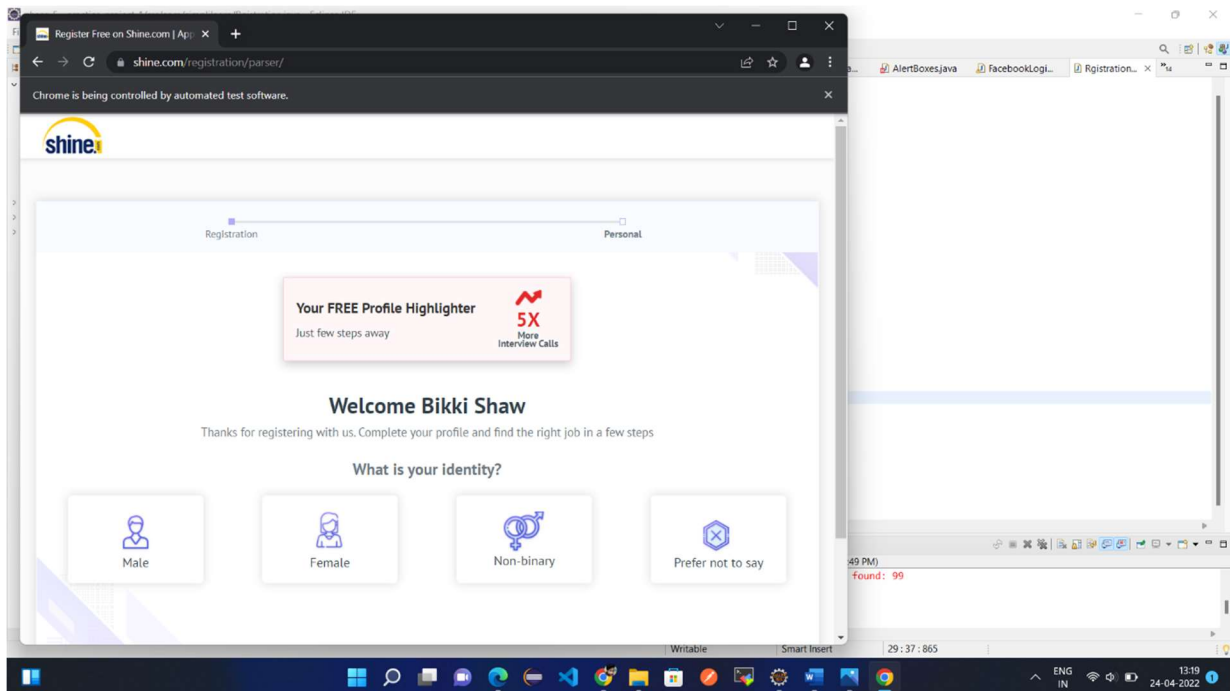 Register Free on Shine.com | App
shine.com/registration/parser/
Chrome is being controlled by automated test software.
shine.
Registration
Personal
Your FREE Profile Highlighter
Just few steps away
5X
More
Interview Calls
Welcome Bikki Shaw
Thanks for registering with us. Complete your profile and find the right job in a few steps
What is your identity?
Male
Female
Non-binary
Prefer not to say
AlertBoxes.java
FacebookLogi...
Rgistration...
14
:49 PM)
found: 99
Writable
Smart Insert
29 : 37 : 865
ENG
IN
13:19
24-04-2022
1